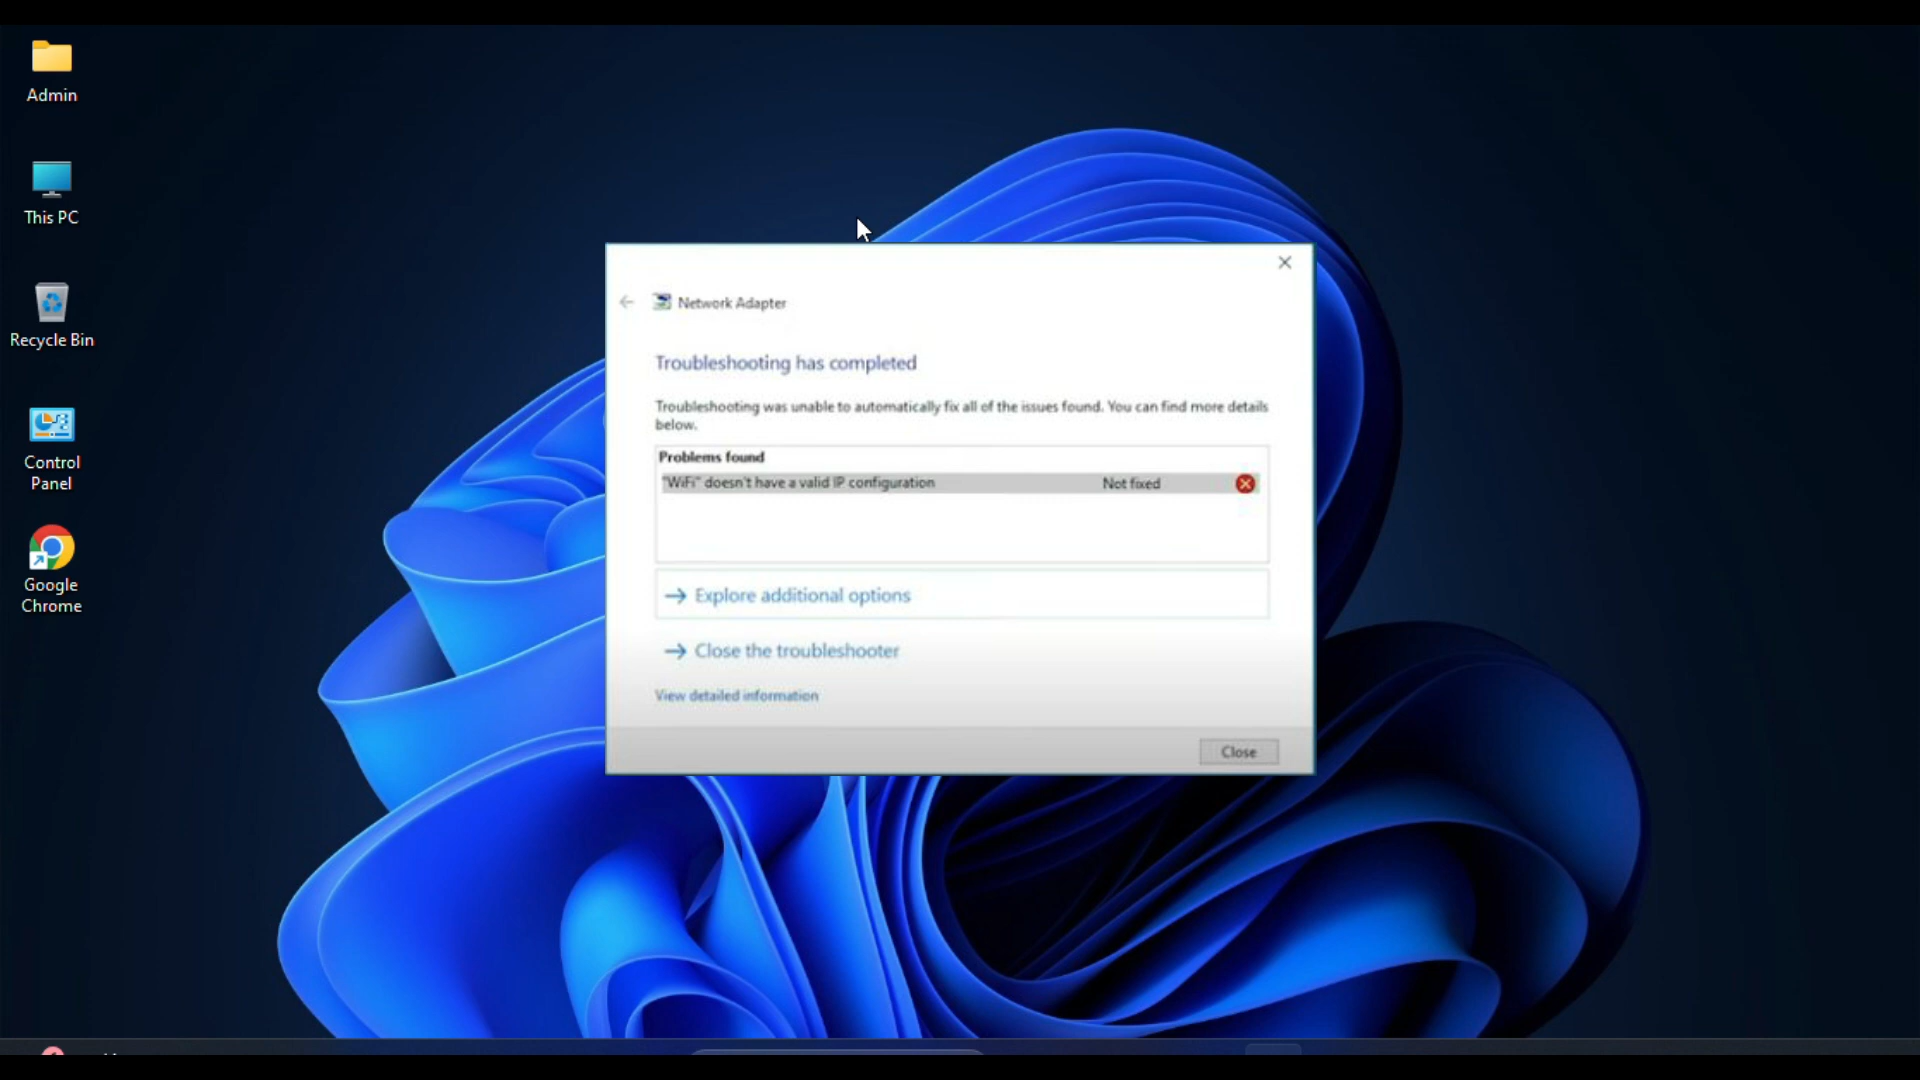 Admin
This PC
Recycle Bin
Control
Panel
Google
Chrome
Network Adapter
Troubleshooting has completed
Troubleshooting was unable to automatically fix all of the issues found. You can find more details
below.
Problems found
"WiFi" doesn't have a valid IP configuration Not fixed
Explore additional options
Close the troubleshooter
View detailed information
Close